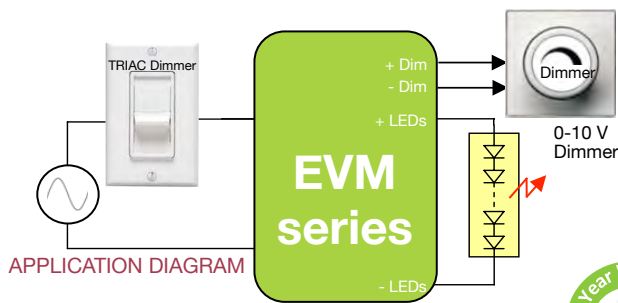 TRIAC Dimmer
+ Dim
- Dim
Dimmer
+ LEDs
0-10 V
Dimmer
EVM
series
APPLICATION DIAGRAM
- LEDs
Year